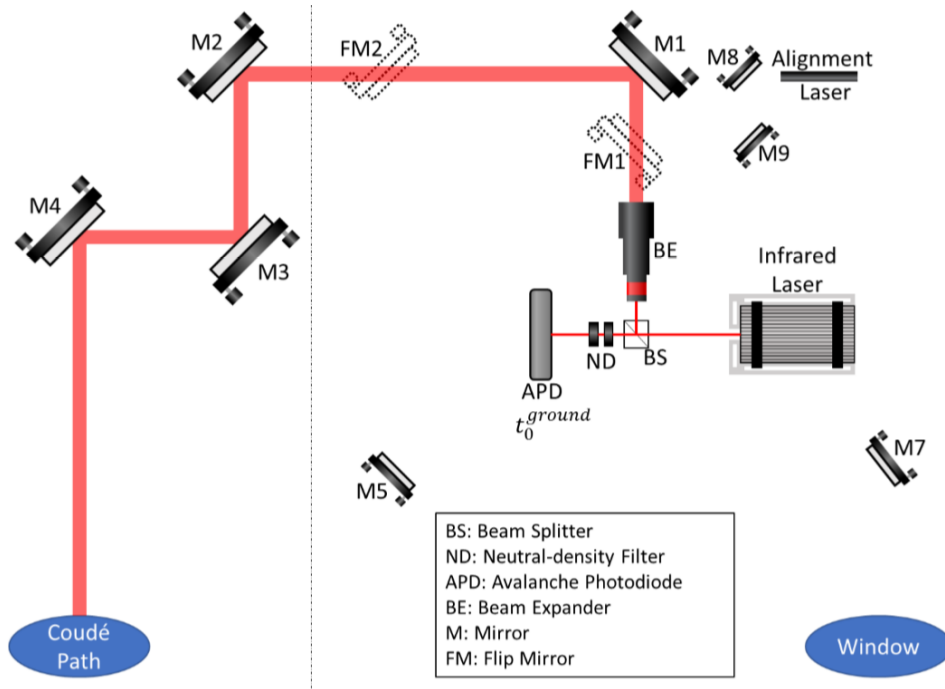 M2
FM2
M1
M8
Alignment
Laser
FM1
M9
M4
M3
BE
Infrared
Laser
ND
BS
APD
t_0^{ground}
M5
M7
BS: Beam Splitter
ND: Neutral-density Filter
APD: Avalanche Photodiode
BE: Beam Expander
M: Mirror
FM: Flip Mirror
Coudé
Path
Window